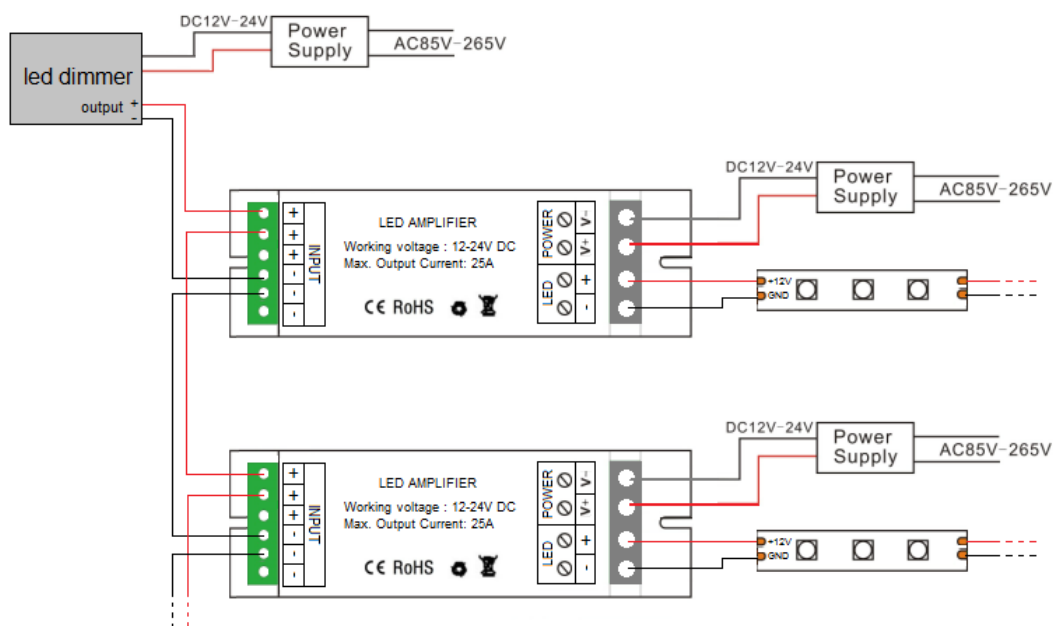 DC12V-24V
Power
Supply
AC85V-265V
led dimmer
output +
-
DC12V-24V
Power
Supply
AC85V-265V
+
+
+
-
-
-
INPUT
LED AMPLIFIER
Working voltage : 12-24V DC
Max. Output Current: 25A
CE RoHS
POWER
V-
V+
LED
+
-
+12V
GND
DC12V-24V
Power
Supply
AC85V-265V
+
+
+
-
-
-
INPUT
LED AMPLIFIER
Working voltage : 12-24V DC
Max. Output Current: 25A
CE RoHS
POWER
V-
V+
LED
+
-
+12V
GND